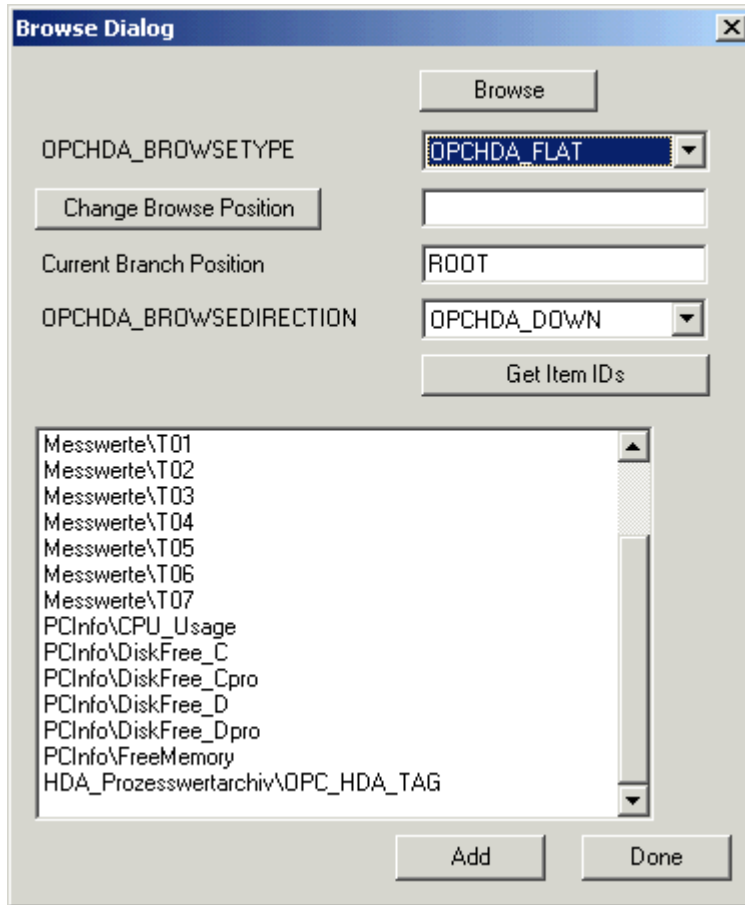 Browse Dialog
Browse
OPCHDA_BROWSETYPE
OPCHDA_FLAT
Change Browse Position
Current Branch Position
ROOT
OPCHDA_BROWSEDIRECTION
OPCHDA_DOWN
Get Item IDs
Messwerte\T01
Messwerte\T02
Messwerte\T03
Messwerte\T04
Messwerte\T05
Messwerte\T06
Messwerte\T07
PCInfo\CPU_Usage
PCInfo\DiskFree_C
PCInfo\DiskFree_Cpro
PCInfo\DiskFree_D
PCInfo\DiskFree_Dpro
PCInfo\FreeMemory
HDA_Prozesswertarchiv\OPC_HDA_TAG
Add
Done